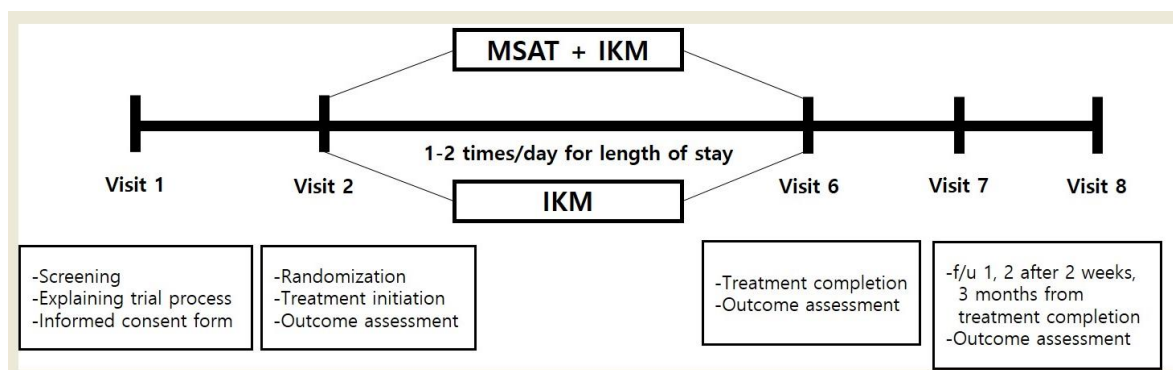 MSAT + IKM
1-2 times/day for length of stay
Visit 1
Visit 2
Visit 6
Visit 7
Visit 8
IKM
-Screening
-Explaining trial process
-Informed consent form
-Randomization
-Treatment initiation
-Outcome assessment
-Treatment completion
-Outcome assessment
-f/u 1, 2 after 2 weeks,
3 months from
treatment completion
-Outcome assessment